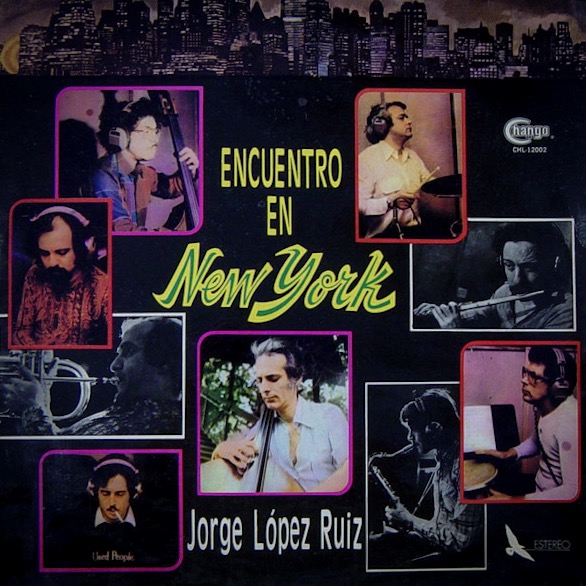 Chango
CHL-12002
ENCUENTRO
EN
New York
Jorge López Ruiz
Used People
ESTEREO